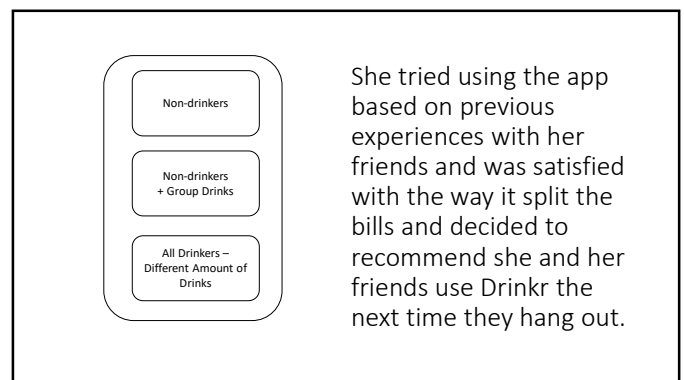 Non-drinkers
Non-drinkers
+ Group Drinks
All Drinkers –
Different Amount of
Drinks
She tried using the app
based on previous
experiences with her
friends and was satisfied
with the way it split the
bills and decided to
recommend she and her
friends use Drinkr the
next time they hang out.